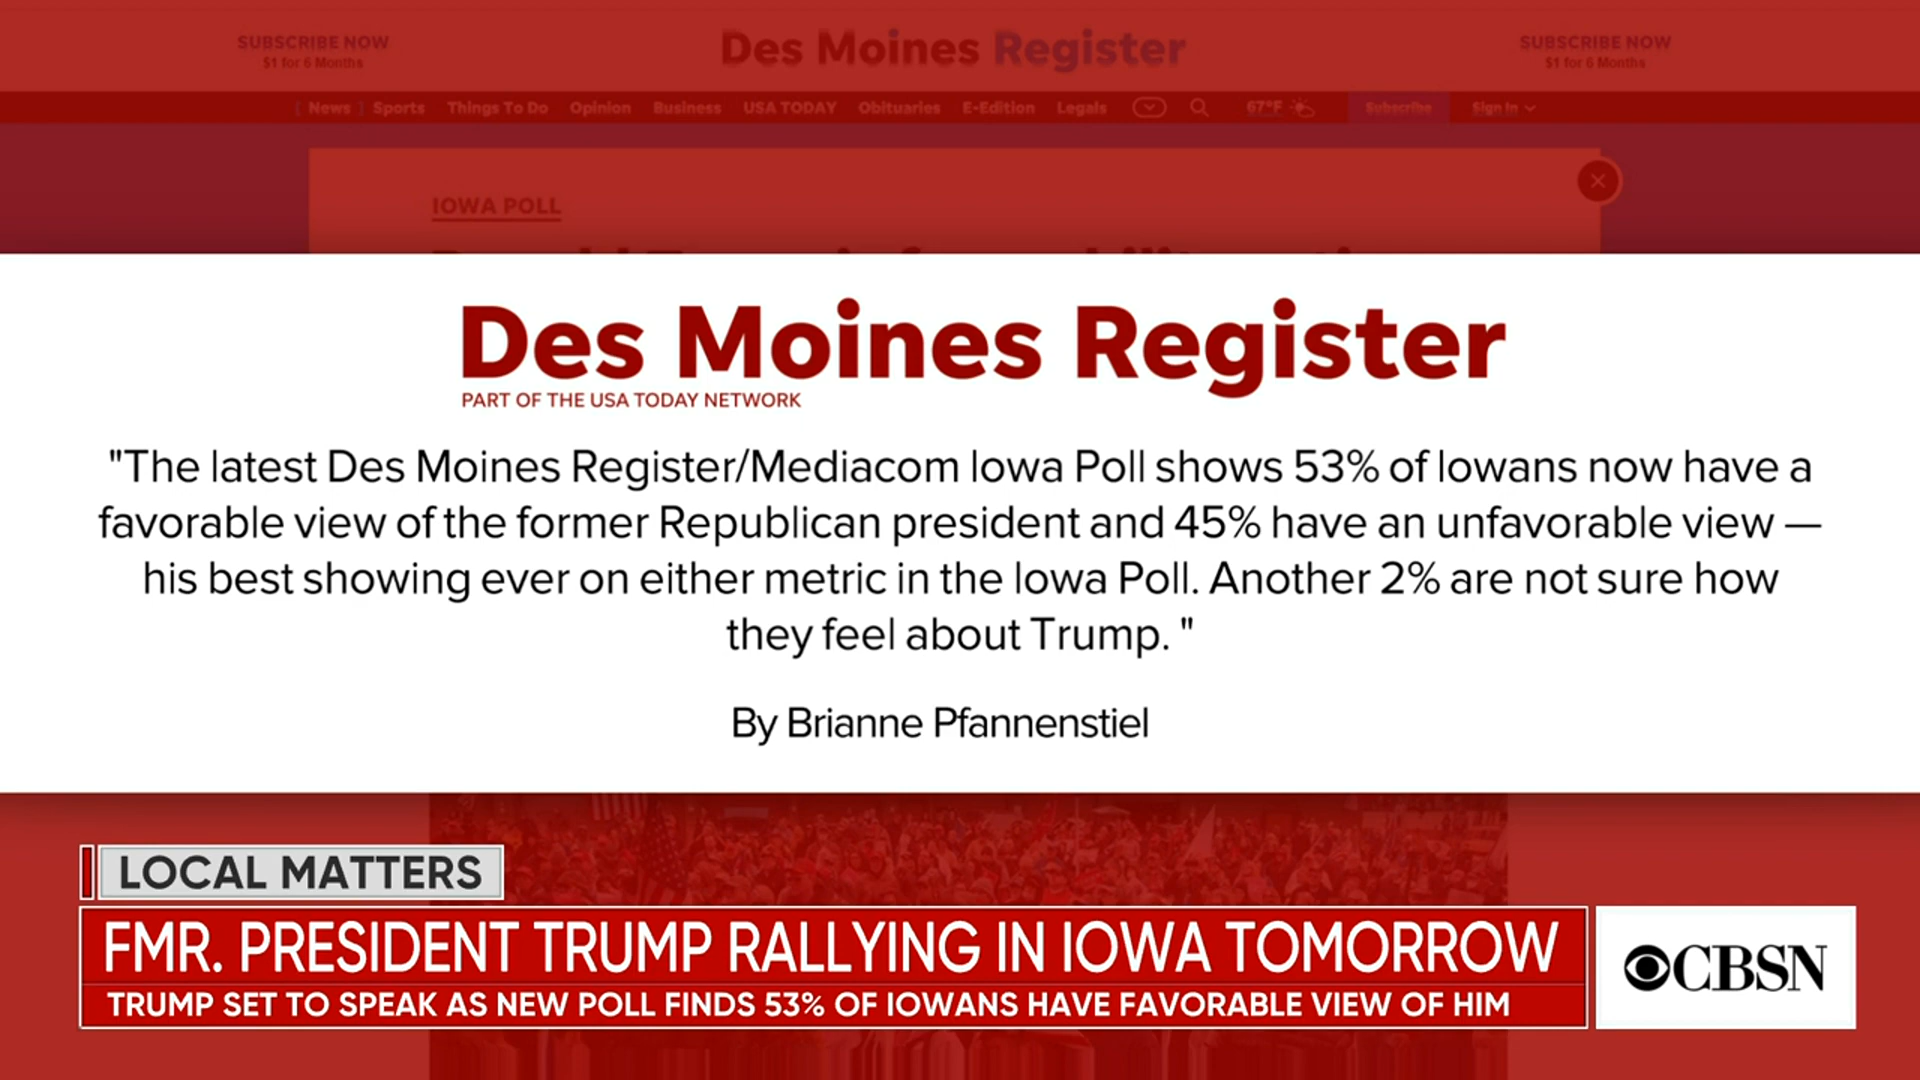 SUBSCRIBE NOW
$1 for 6 Months
Des Moines Register
SUBSCRIBE NOW
$1 for 6 Months
[ News ] Sports Things To Do Opinion Business USA TODAY Obituaries E-Edition Legals 67°F Subscribe Sign In
IOWA POLL
Des Moines Register
PART OF THE USA TODAY NETWORK
"The latest Des Moines Register/Mediacom Iowa Poll shows 53% of Iowans now have a
favorable view of the former Republican president and 45% have an unfavorable view —
his best showing ever on either metric in the Iowa Poll. Another 2% are not sure how
they feel about Trump. "
By Brianne Pfannenstiel
LOCAL MATTERS
FMR. PRESIDENT TRUMP RALLYING IN IOWA TOMORROW
TRUMP SET TO SPEAK AS NEW POLL FINDS 53% OF IOWANS HAVE FAVORABLE VIEW OF HIM
CBSN